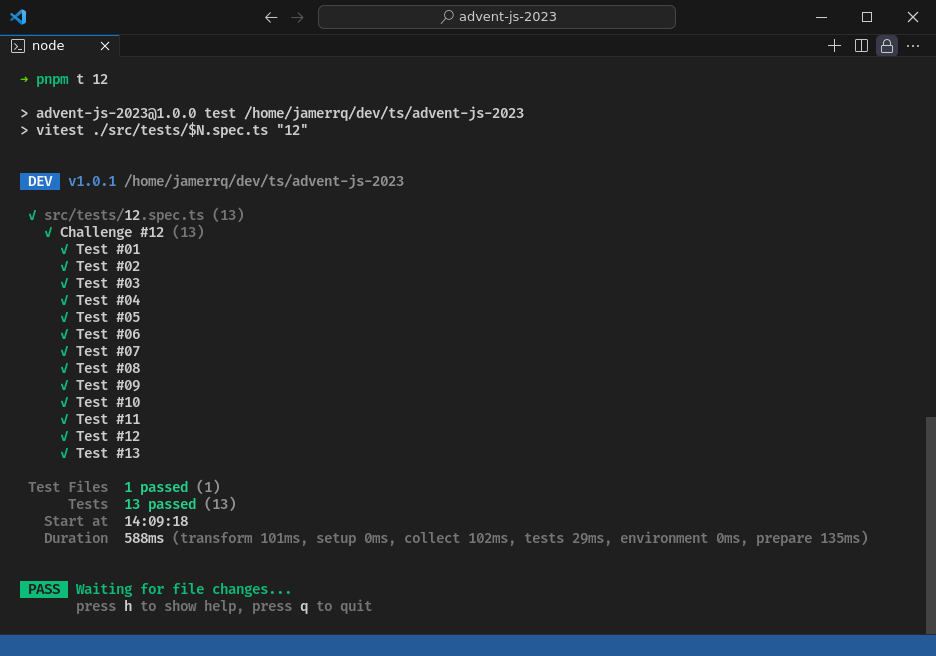 advent-js-2023
node
→ pnpm t 12
> advent-js-2023@1.0.0 test /home/jamerrq/dev/ts/advent-js-2023
> vitest ./src/tests/$N.spec.ts "12"
DEV v1.0.1 /home/jamerrq/dev/ts/advent-js-2023
√ src/tests/12.spec.ts (13)
√ Challenge #12 (13)
√ Test #01
√ Test #02
√ Test #03
√ Test #04
√ Test #05
√ Test #06
√ Test #07
√ Test #08
√ Test #09
√ Test #10
√ Test #11
√ Test #12
√ Test #13
Test Files 1 passed (1)
Tests 13 passed (13)
Start at 14:09:18
Duration 588ms (transform 101ms, setup 0ms, collect 102ms, tests 29ms, environment 0ms, prepare 135ms)
PASS Waiting for file changes...
press h to show help, press q to quit